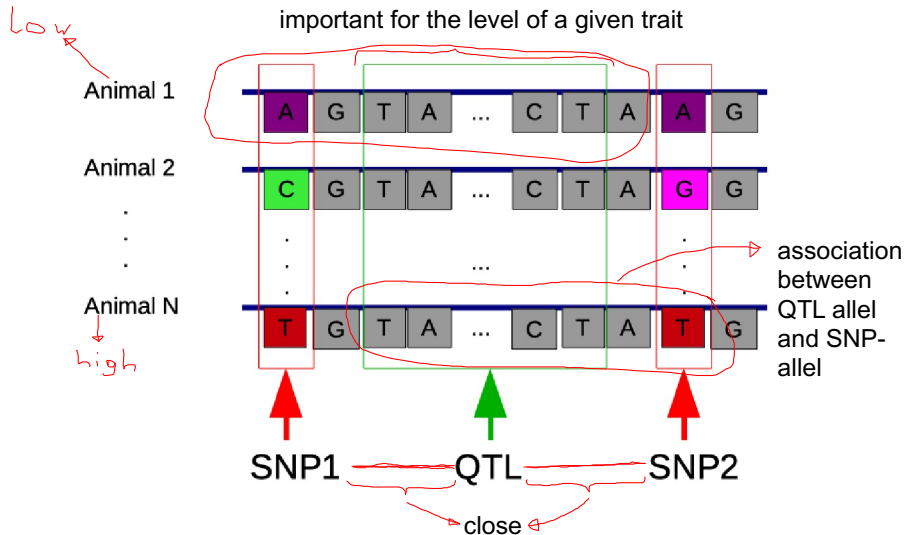 important for the level of a given trait
Low
Animal 1
A G T A ... C T A A G
Animal 2
C G T A ... C T A G G
. . .
. . ... .
association
between
QTL allel
and SNP-
allel
Animal N
T G T A ... C T A T G
high
SNP1 QTL SNP2
close